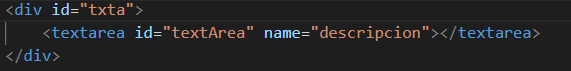 <div id="txta">
    <textarea id="textArea" name="descripcion"></textarea>
</div>